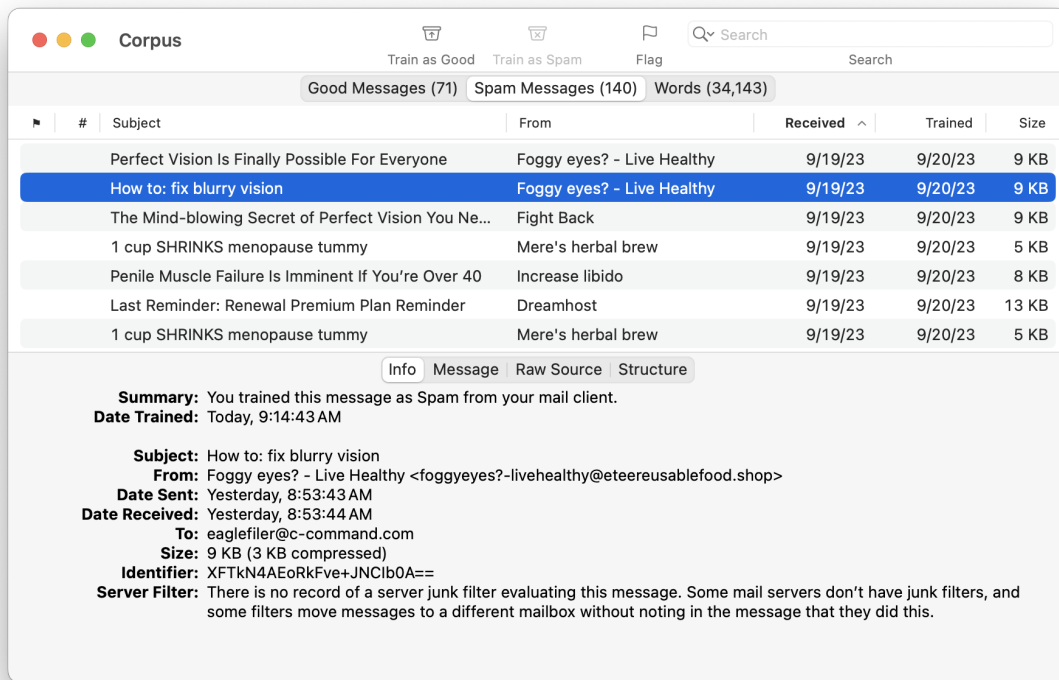 Corpus
Train as Good Train as Spam Flag Search
Search
Good Messages (71) Spam Messages (140) Words (34,143)
# Subject From Received Trained Size
Perfect Vision Is Finally Possible For Everyone Foggy eyes? - Live Healthy 9/19/23 9/20/23 9 KB
How to: fix blurry vision Foggy eyes? - Live Healthy 9/19/23 9/20/23 9 KB
The Mind-blowing Secret of Perfect Vision You Ne... Fight Back 9/19/23 9/20/23 9 KB
1 cup SHRINKS menopause tummy Mere's herbal brew 9/19/23 9/20/23 5 KB
Penile Muscle Failure Is Imminent If You’re Over 40 Increase libido 9/19/23 9/20/23 8 KB
Last Reminder: Renewal Premium Plan Reminder Dreamhost 9/19/23 9/20/23 13 KB
1 cup SHRINKS menopause tummy Mere's herbal brew 9/19/23 9/20/23 5 KB
Info Message Raw Source Structure
Summary: You trained this message as Spam from your mail client.
Date Trained: Today, 9:14:43 AM
Subject: How to: fix blurry vision
From: Foggy eyes? - Live Healthy <foggyeyes?-livehealthy@eteereusablefood.shop>
Date Sent: Yesterday, 8:53:43 AM
Date Received: Yesterday, 8:53:44 AM
To: eaglefiler@c-command.com
Size: 9 KB (3 KB compressed)
Identifier: XFTkN4AEoRkFve+JNCIb0A==
Server Filter: There is no record of a server junk filter evaluating this message. Some mail servers don’t have junk filters, and
some filters move messages to a different mailbox without noting in the message that they did this.